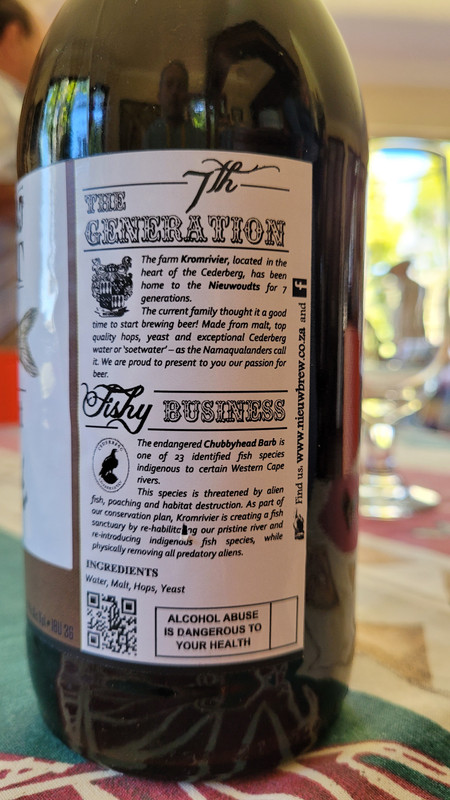 7th
THE
GENERATION
The farm Kromrivier, located in the
heart of the Cederberg, has been
home to the Nieuwoudts for 7
generations.
The current family thought it a good
time to start brewing beer! Made from malt, top
quality hops, yeast and exceptional Cederberg
water or 'soetwater' – as the Namaqualanders call
it. We are proud to present to you our passion for
beer.
Fishy BUSINESS
The endangered Chubbyhead Barb is
one of 23 identified fish species
indigenous to certain Western Cape
rivers.
This species is threatened by alien
fish, poaching and habitat destruction. As part of
our conservation plan, Kromrivier is creating a fish
sanctuary by re-habilitating our pristine river and
re-introducing indigenous fish species, while
physically removing all predatory aliens.
INGREDIENTS
Water, Malt, Hops, Yeast
ALCOHOL ABUSE
IS DANGEROUS TO
YOUR HEALTH
Find us. www.nieuwbrew.co.za and f
IBU 26